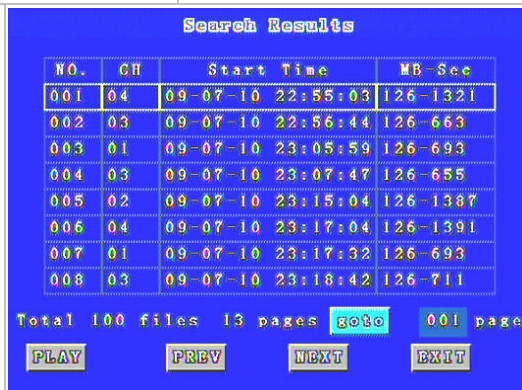 Search Results
NO. CH Start Time MB-Sec
001 04 09-07-10 22:55:03 126-1321
002 03 09-07-10 22:56:44 126-663
003 01 09-07-10 23:05:59 126-693
004 03 09-07-10 23:07:47 126-655
005 02 09-07-10 23:15:04 126-1387
006 04 09-07-10 23:17:04 126-1391
007 01 09-07-10 23:17:32 126-693
008 03 09-07-10 23:18:42 126-711
Total 100 files 13 pages goto 001 page
PLAY PREV NEXT EXIT